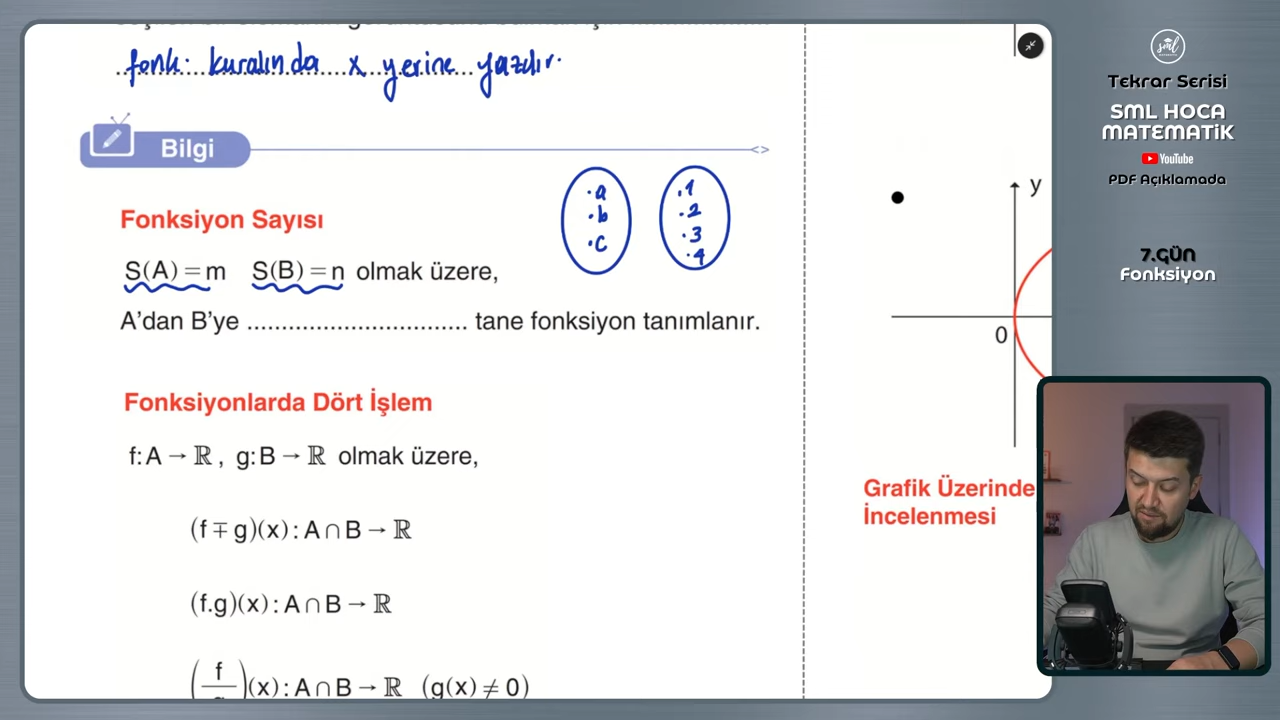 fonk. kuralında x yerine yazılır.
Bilgi
Fonksiyon Sayısı
S(A) = m S(B) = n olmak üzere,
A'dan B'ye ................................ tane fonksiyon tanımlanır.
.a
.b
.c
.1
.2
.3
.4
Fonksiyonlarda Dört İşlem
f: A → ℝ , g: B → ℝ olmak üzere,
(f ∓ g)(x) : A ∩ B → ℝ
(f.g)(x) : A ∩ B → ℝ
(f/g)(x) : A ∩ B → ℝ (g(x) ≠ 0)
y
0
Grafik Üzerinde
İncelenmesi
sml
Tekrar Serisi
SML HOCA
MATEMATİK
YouTube
PDF Açıklamada
7.GÜN
Fonksiyon